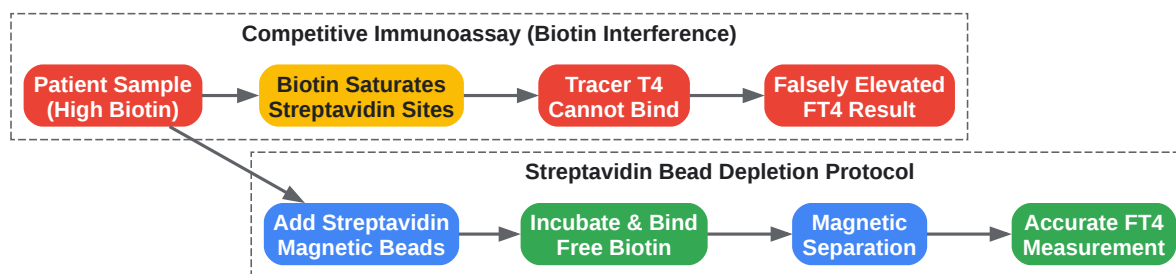 Competitive Immunoassay (Biotin Interference)
Patient Sample
(High Biotin)
Biotin Saturates
Streptavidin Sites
Tracer T4
Cannot Bind
Falsely Elevated
FT4 Result
Streptavidin Bead Depletion Protocol
Add Streptavidin
Magnetic Beads
Incubate & Bind
Free Biotin
Magnetic
Separation
Accurate FT4
Measurement